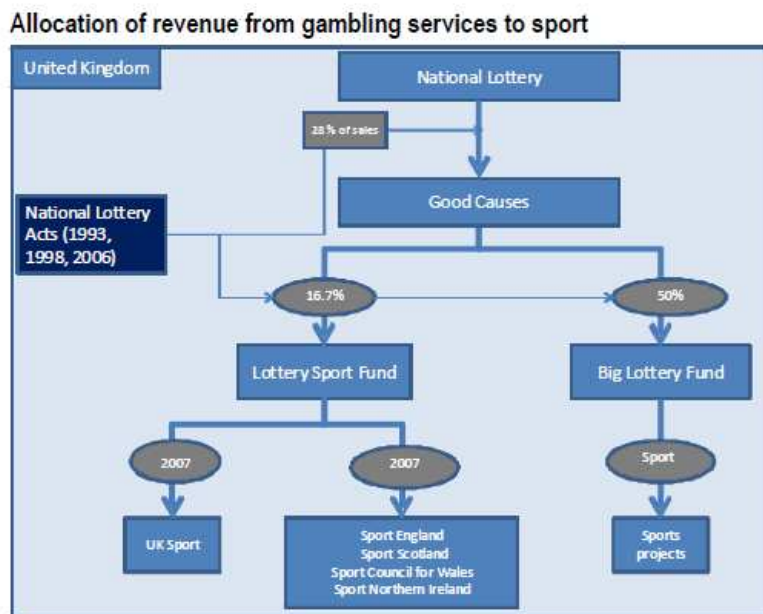 Allocation of revenue from gambling services to sport
United Kingdom
National Lottery
28% of sales
Good Causes
National Lottery
Acts (1993,
1998, 2006)
16.7%
50%
Lottery Sport Fund
Big Lottery Fund
2007
2007
Sport
UK Sport
Sport England
Sport Scotland
Sport Council for Wales
Sport Northern Ireland
Sports
projects